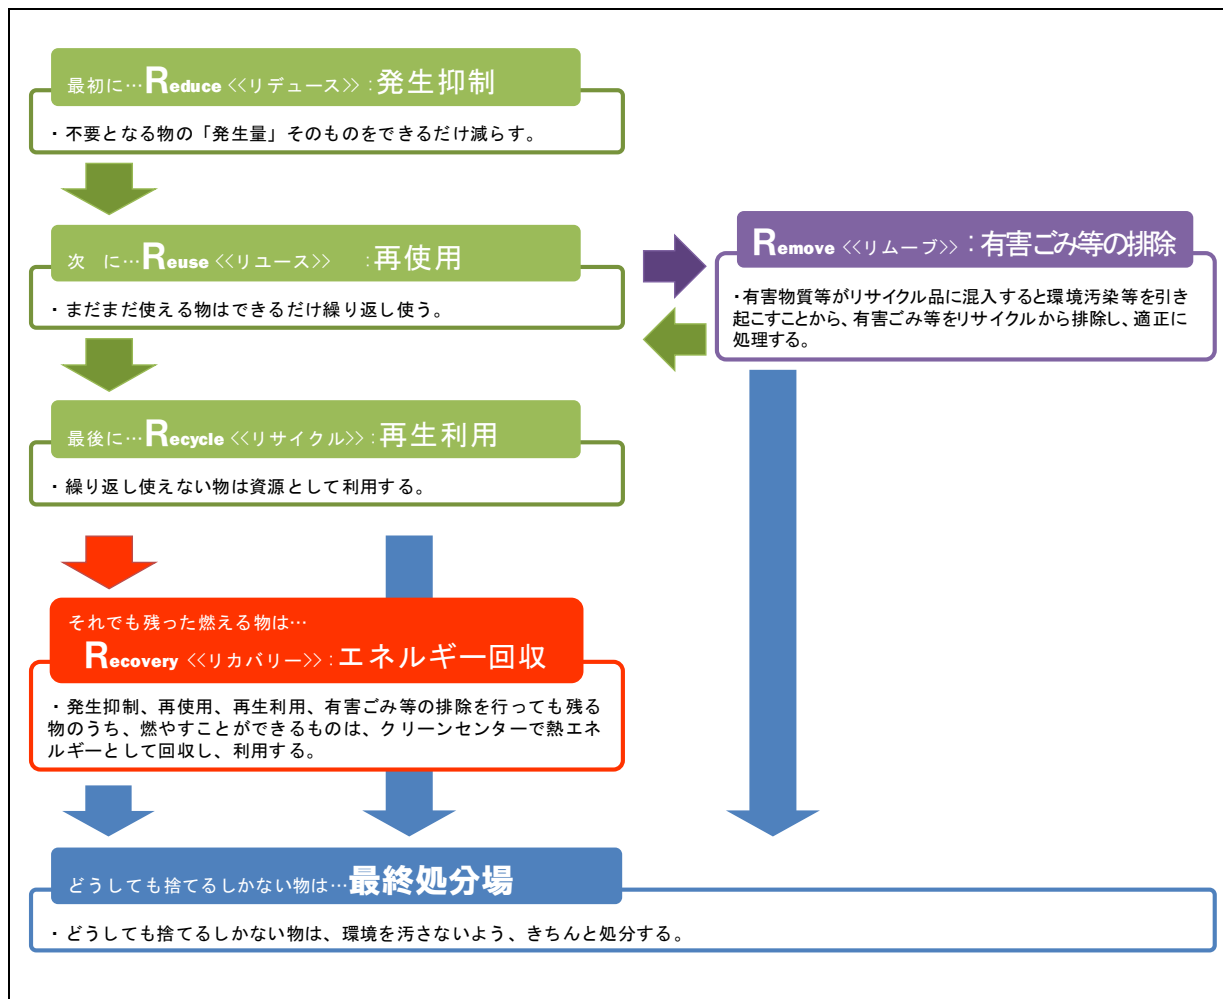 最初に…Reduce <<リデュース>>：発生抑制
・不要となる物の「発生量」そのものをできるだけ減らす。
次　に…Reuse <<リユース>>　：再使用
・まだまだ使える物はできるだけ繰り返し使う。
Remove <<リムーブ>>：有害ごみ等の排除
・有害物質等がリサイクル品に混入すると環境汚染等を引き
起こすことから、有害ごみ等をリサイクルから排除し、適正に
処理する。
最後に…Recycle <<リサイクル>>：再生利用
・繰り返し使えない物は資源として利用する。
それでも残った燃える物は…
Recovery <<リカバリー>>：エネルギー回収
・発生抑制、再使用、再生利用、有害ごみ等の排除を行っても残る
物のうち、燃やすことができるものは、クリーンセンターで熱エネ
ルギーとして回収し、利用する。
どうしても捨てるしかない物は…最終処分場
・どうしても捨てるしかない物は、環境を汚さないよう、きちんと処分する。